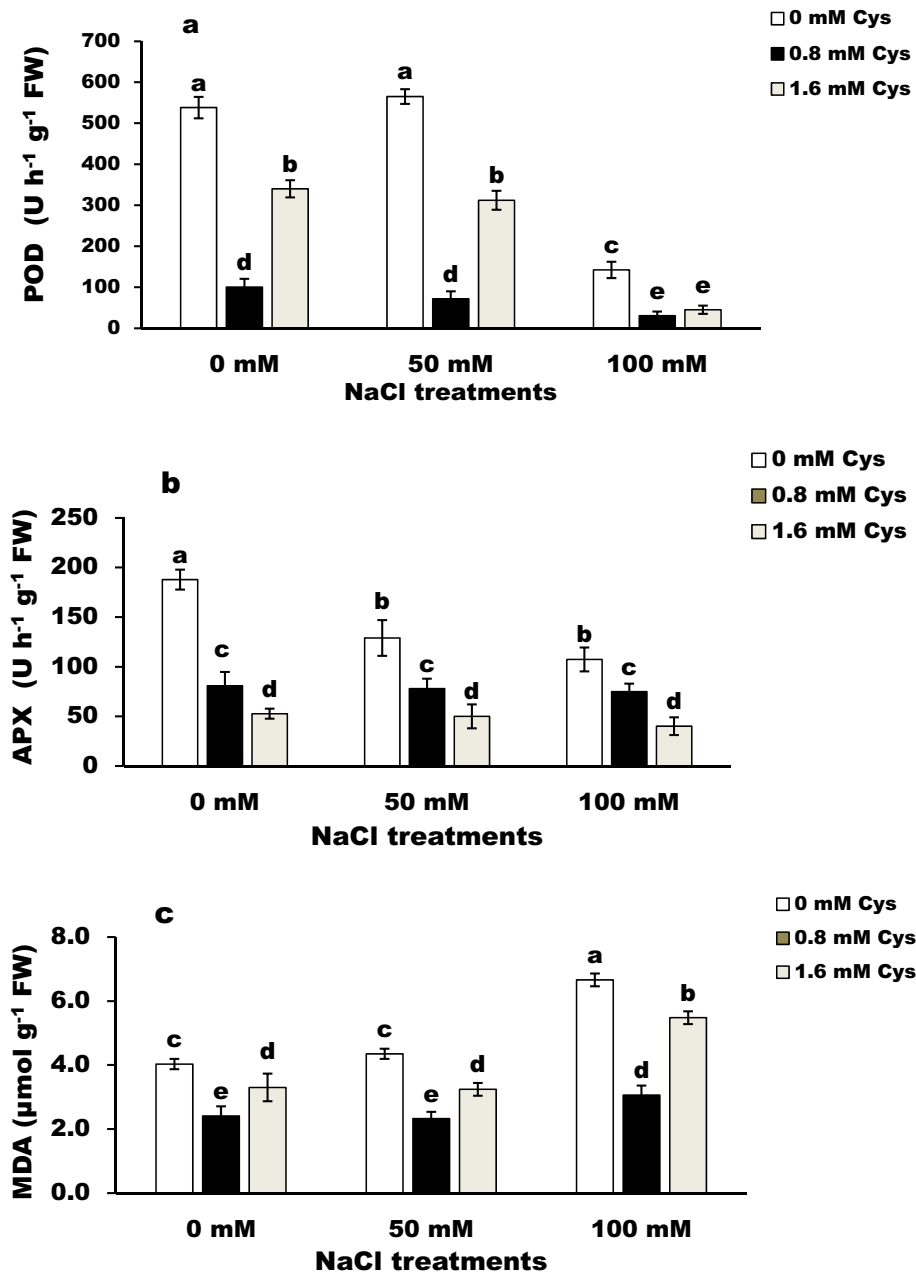 a
0 mM Cys
0.8 mM Cys
1.6 mM Cys
POD (U h-1 g-1 FW)
700
600
500
400
300
200
100
0
a
d
b
a
d
b
c
e
e
0 mM
50 mM
100 mM
NaCl treatments
b
0 mM Cys
0.8 mM Cys
1.6 mM Cys
APX (U h-1 g-1 FW)
250
200
150
100
50
0
a
c
d
b
c
d
b
c
d
0 mM
50 mM
100 mM
NaCl treatments
c
0 mM Cys
0.8 mM Cys
1.6 mM Cys
MDA (µmol g-1 FW)
8.0
6.0
4.0
2.0
0.0
c
e
d
c
e
d
a
d
b
0 mM
50 mM
100 mM
NaCl treatments